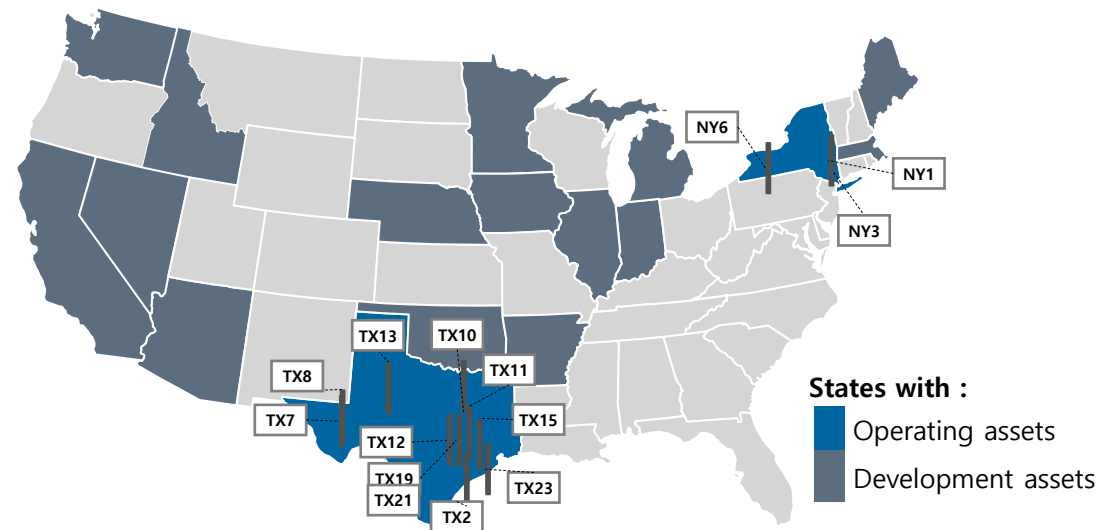 NY6
NY1
NY3
TX13
TX10
TX11
TX8
TX7
TX15
TX12
TX19
TX21
TX23
TX2
States with :
Operating assets
Development assets